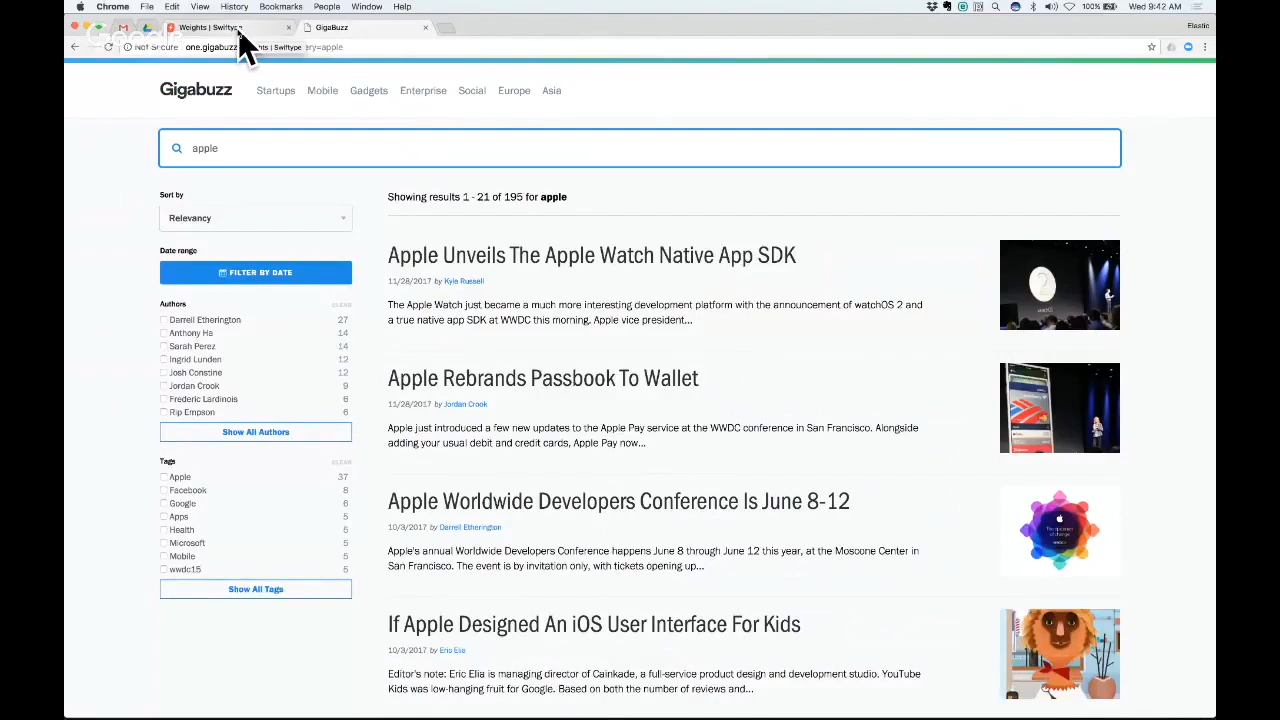 Chrome File Edit View History Bookmarks People Window Help 100% Wed 9:42 AM
Weights | Swiftype GigaBuzz Elastic
Not Secure one.gigabuzz Weights | Swiftype ery=apple
Gigabuzz Startups Mobile Gadgets Enterprise Social Europe Asia
apple
Sort by
Relevancy
Date range
FILTER BY DATE
Authors CLEAR
Darrell Etherington 27
Anthony Ha 14
Sarah Perez 14
Ingrid Lunden 12
Josh Constine 12
Jordan Crook 9
Frederic Lardinois 6
Rip Empson 6
Show All Authors
Tags CLEAR
Apple 37
Facebook 8
Google 6
Apps 5
Health 5
Microsoft 5
Mobile 5
wwdc15 5
Show All Tags
Showing results 1 - 21 of 195 for apple
Apple Unveils The Apple Watch Native App SDK
11/28/2017 by Kyle Russell
The Apple Watch just became a much more interesting development platform with the announcement of watchOS 2 and
a true native app SDK at WWDC this morning. Apple vice president...
Apple Rebrands Passbook To Wallet
11/28/2017 by Jordan Crook
Apple just introduced a few new updates to the Apple Pay service at the WWDC conference in San Francisco. Alongside
adding your usual debit and credit cards, Apple Pay now...
Apple Worldwide Developers Conference Is June 8-12
10/3/2017 by Darrell Etherington
Apple's annual Worldwide Developers Conference happens June 8 through June 12 this year, at the Moscone Center in
San Francisco. The event is by invitation only, with tickets opening up...
If Apple Designed An iOS User Interface For Kids
10/3/2017 by Eric Elia
Editor's note: Eric Elia is managing director of Cainkade, a full-service product design and development studio. YouTube
Kids was low-hanging fruit for Google. Based on both the number of reviews and...